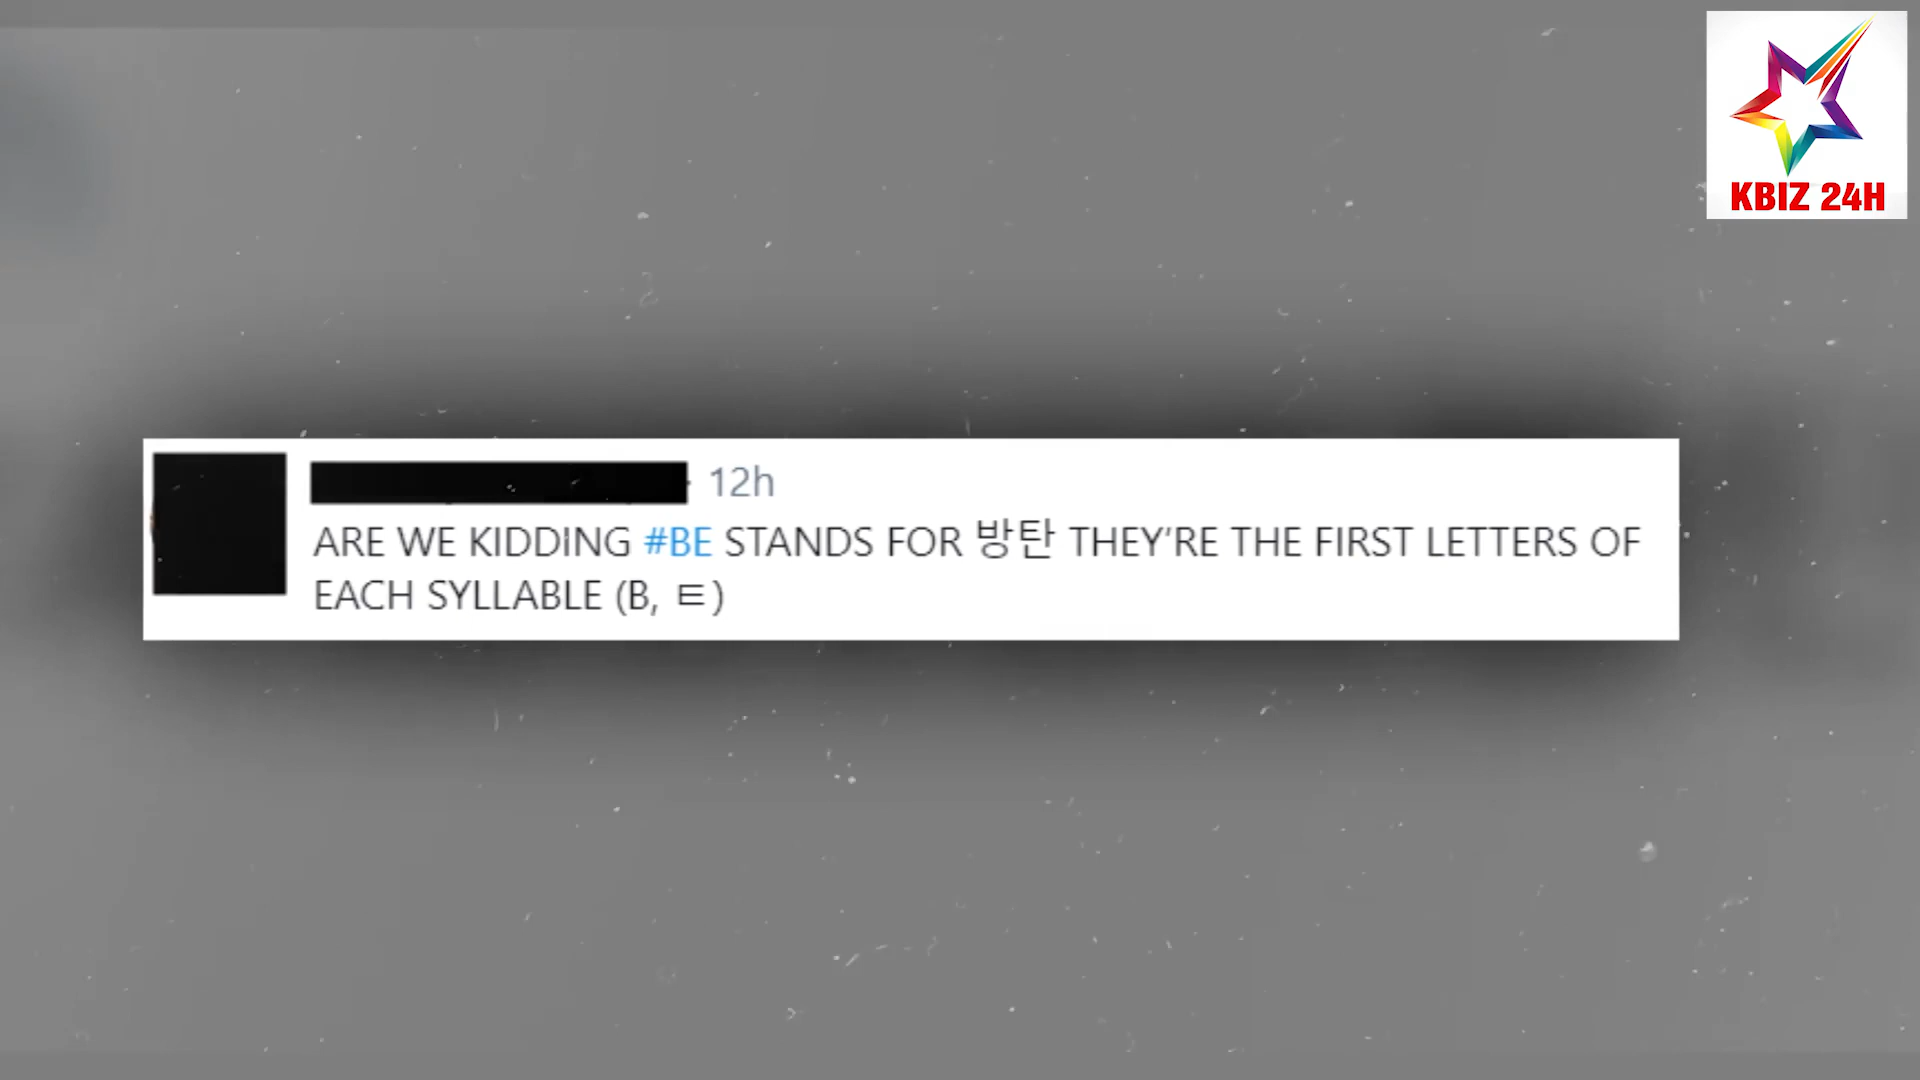 KBIZ 24H
12h
ARE WE KIDDING #BE STANDS FOR 방탄 THEY'RE THE FIRST LETTERS OF
EACH SYLLABLE (B, ㅌ)